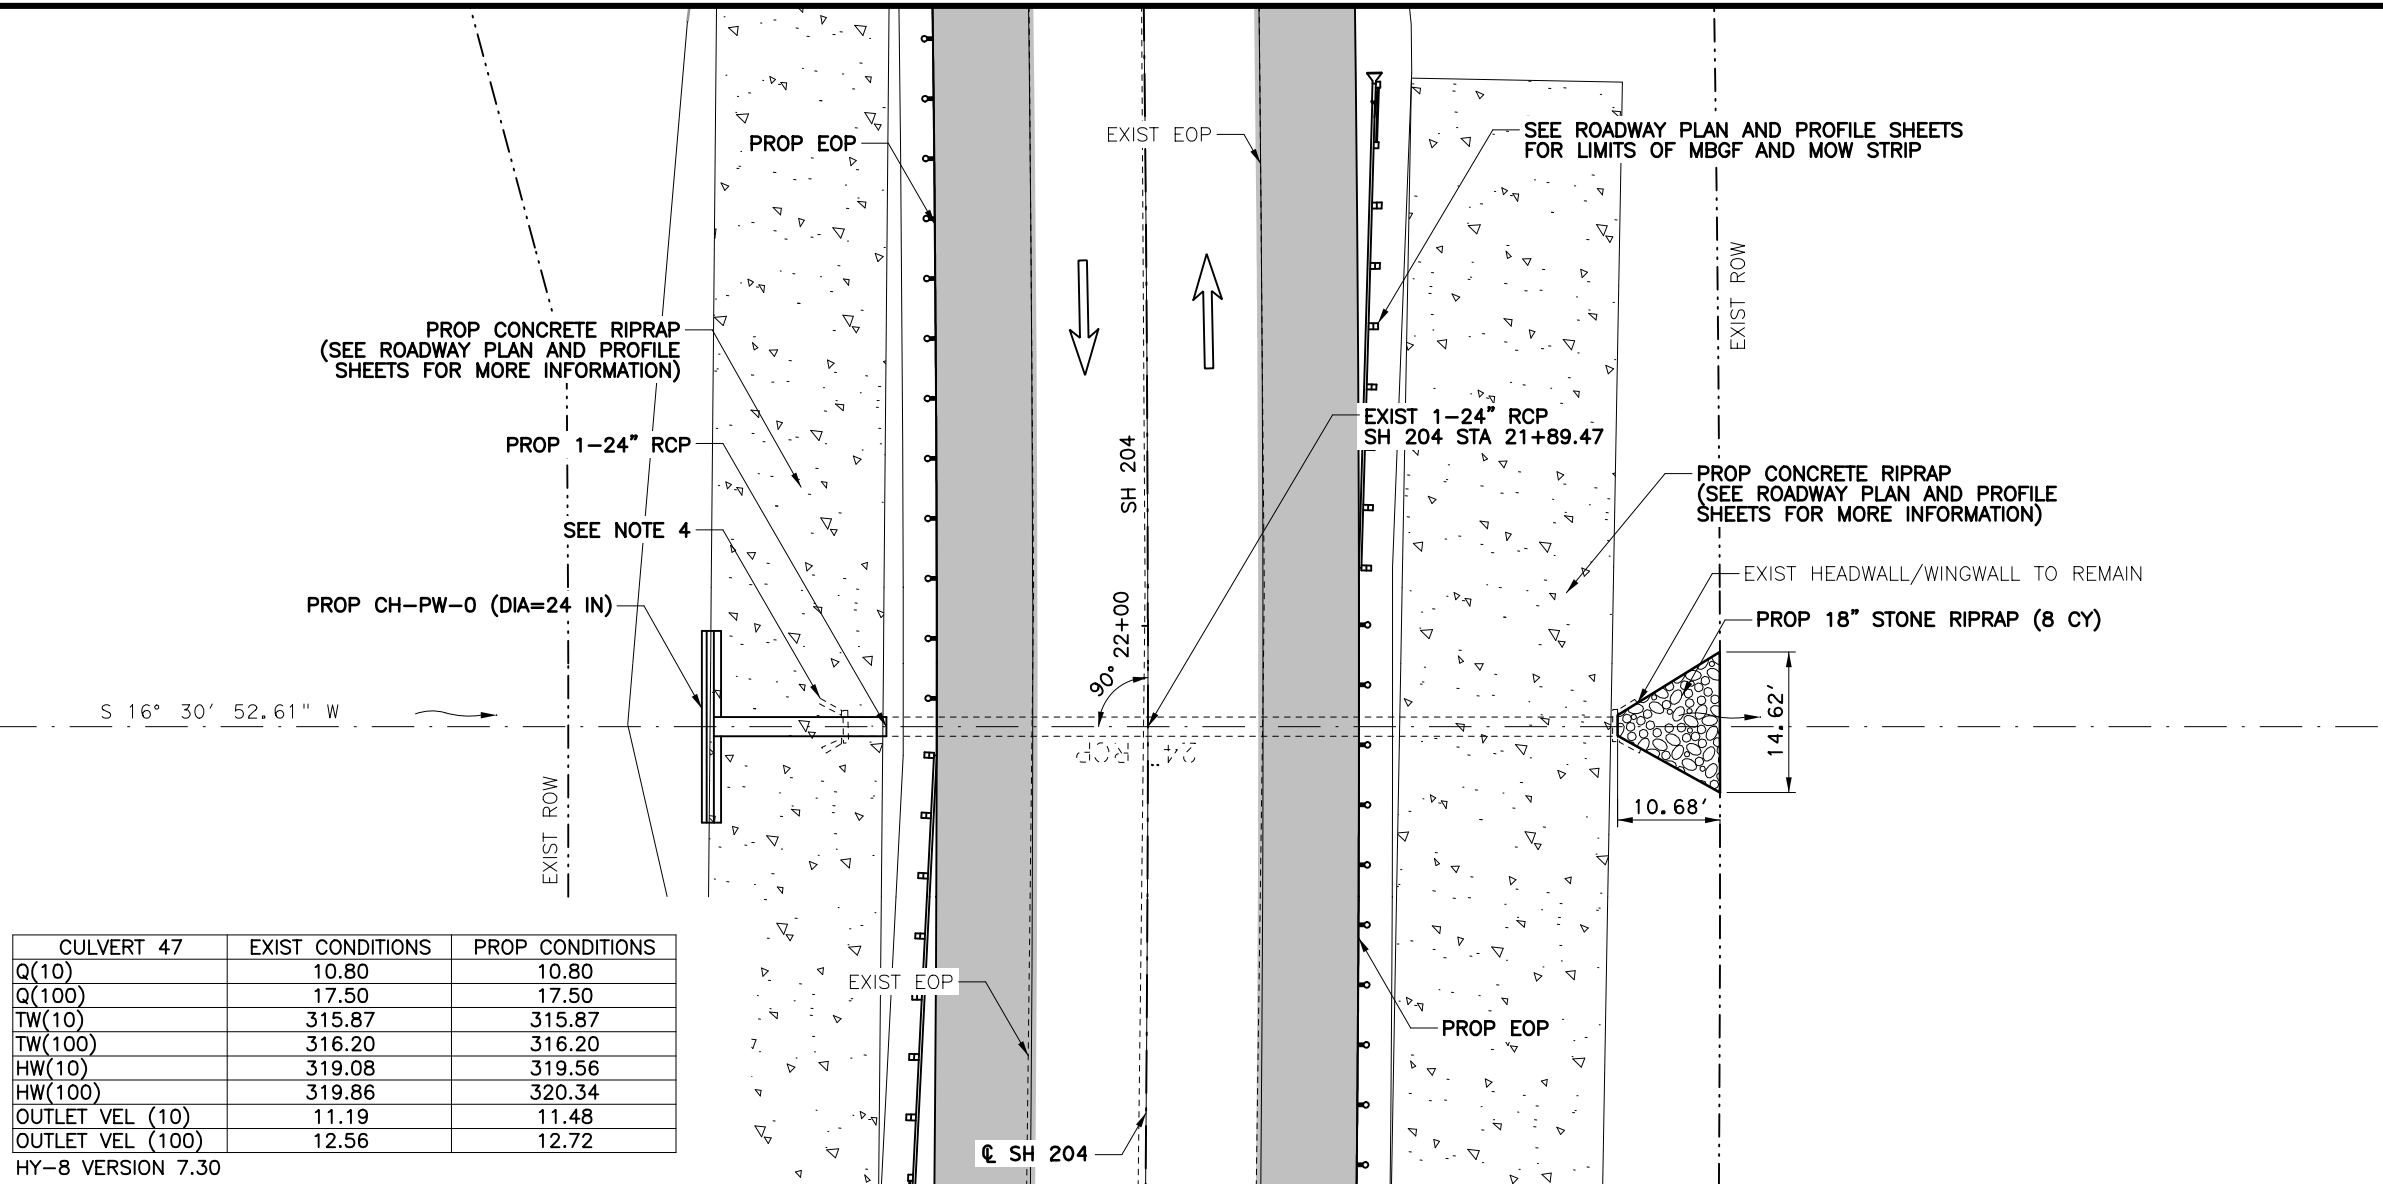 PROP EOP
EXIST EOP
SEE ROADWAY PLAN AND PROFILE SHEETS
FOR LIMITS OF MBGF AND MOW STRIP
EXIST ROW
PROP CONCRETE RIPRAP
(SEE ROADWAY PLAN AND PROFILE
SHEETS FOR MORE INFORMATION)
PROP 1-24" RCP
SEE NOTE 4
PROP CH-PW-0 (DIA=24 IN)
SH 204
22+00
90°
EXIST 1-24" RCP
SH 204 STA 21+89.47
PROP CONCRETE RIPRAP
(SEE ROADWAY PLAN AND PROFILE
SHEETS FOR MORE INFORMATION)
EXIST HEADWALL/WINGWALL TO REMAIN
PROP 18" STONE RIPRAP (8 CY)
S 16° 30' 52.61" W
24" RCP
14.62'
10.68'
EXIST ROW
CULVERT 47 EXIST CONDITIONS PROP CONDITIONS
Q(10) 10.80 10.80
Q(100) 17.50 17.50
TW(10) 315.87 315.87
TW(100) 316.20 316.20
HW(10) 319.08 319.56
HW(100) 319.86 320.34
OUTLET VEL (10) 11.19 11.48
OUTLET VEL (100) 12.56 12.72
HY-8 VERSION 7.30
EXIST EOP
PROP EOP
℄ SH 204